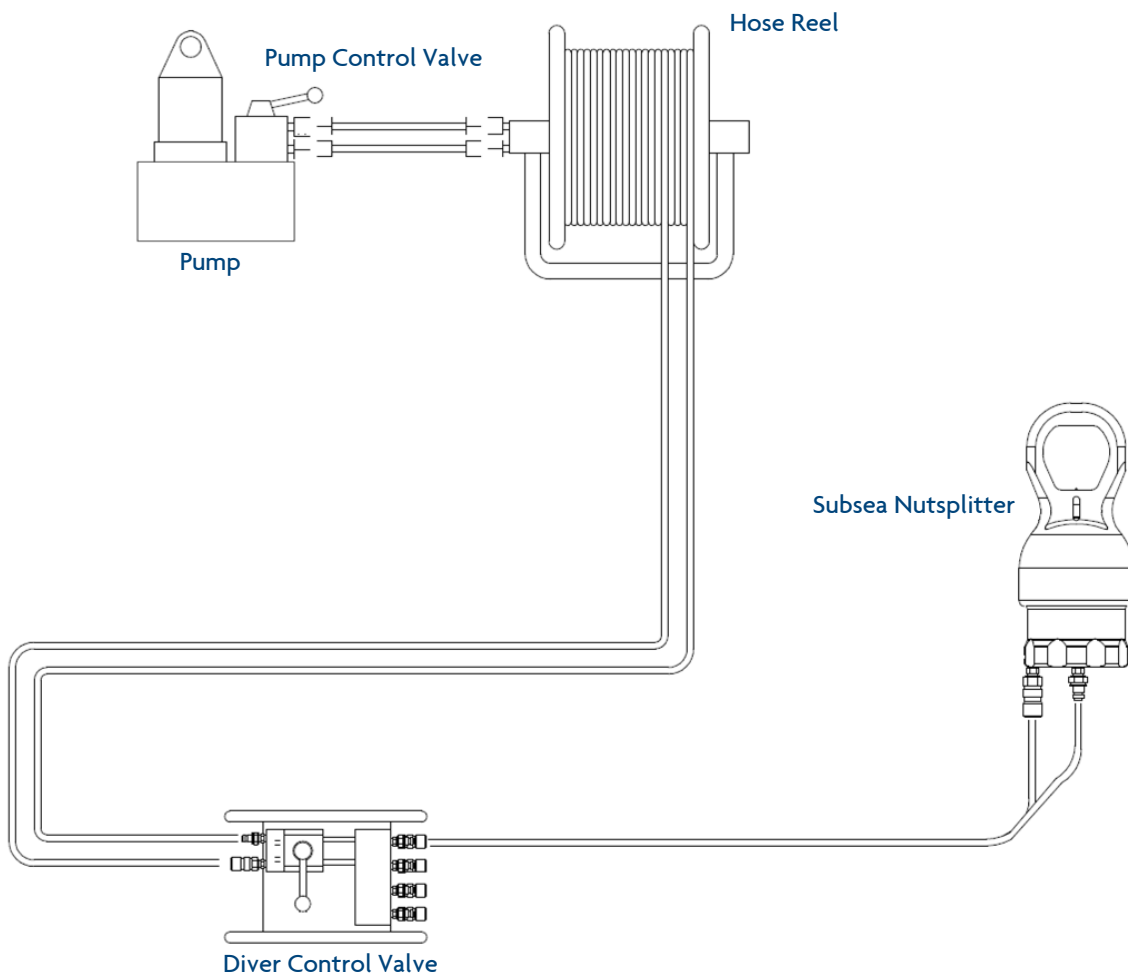 Hose Reel
Pump Control Valve
Pump
Subsea Nutsplitter
Diver Control Valve